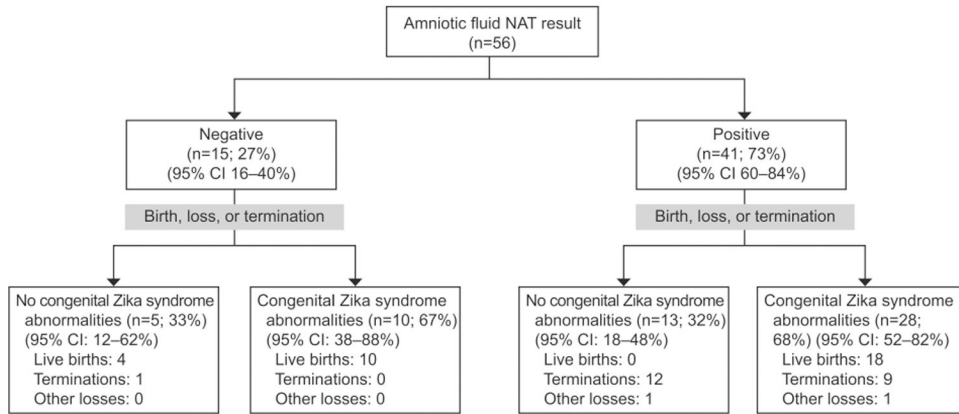 Amniotic fluid NAT result
(n=56)
Negative
(n=15; 27%)
(95% CI 16–40%)
Positive
(n=41; 73%)
(95% CI 60–84%)
Birth, loss, or termination
Birth, loss, or termination
No congenital Zika syndrome
abnormalities (n=5; 33%)
(95% CI: 12–62%)
Live births: 4
Terminations: 1
Other losses: 0
Congenital Zika syndrome
abnormalities (n=10; 67%)
(95% CI: 38–88%)
Live births: 10
Terminations: 0
Other losses: 0
No congenital Zika syndrome
abnormalities (n=13; 32%)
(95% CI: 18–48%)
Live births: 0
Terminations: 12
Other losses: 1
Congenital Zika syndrome
abnormalities (n=28;
68%) (95% CI: 52–82%)
Live births: 18
Terminations: 9
Other losses: 1